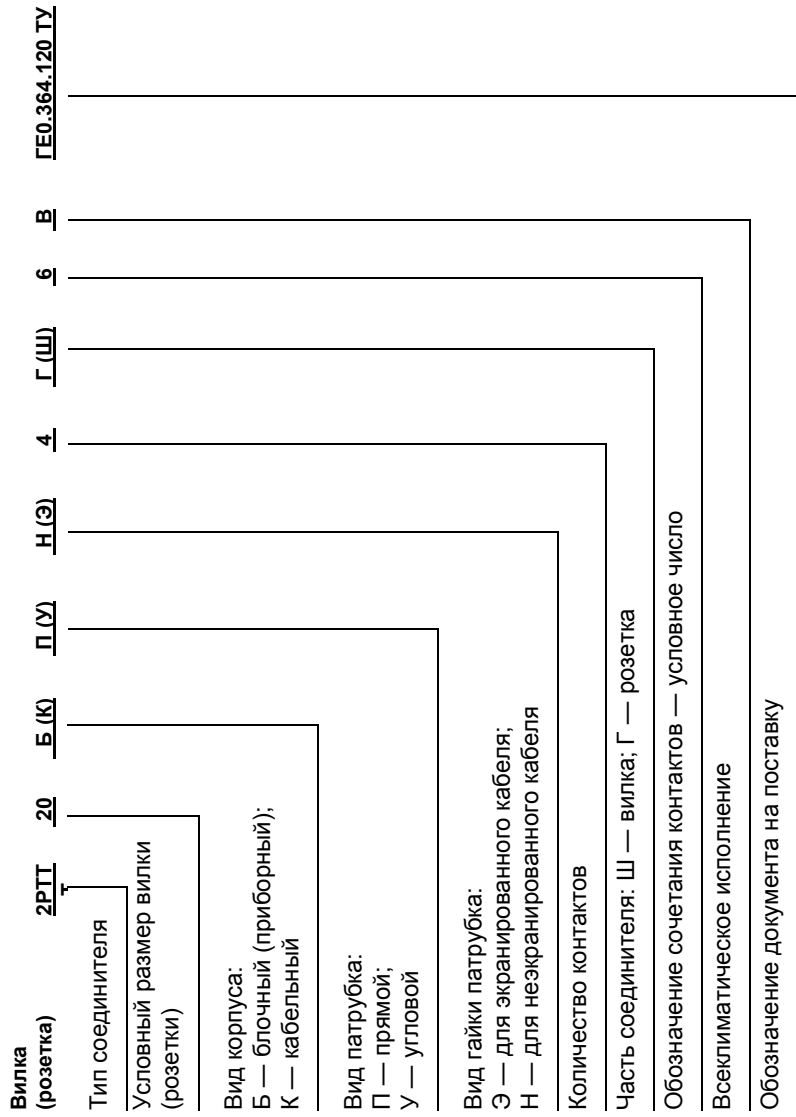 Вилка
(розетка)
2РТТ 20 Б (К) П (У) Н (Э) 4 Г (Ш) 6 В ГЕ0.364.120 ТУ
Тип соединителя
Условный размер вилки
(розетки)
Вид корпуса:
Б — блочный (приборный);
К — кабельный
Вид патрубка:
П — прямой;
У — угловой
Вид гайки патрубка:
Э — для экранированного кабеля;
Н — для неэкранированного кабеля
Количество контактов
Часть соединителя: Ш — вилка; Г — розетка
Обозначение сочетания контактов — условное число
Всеклиматическое исполнение
Обозначение документа на поставку